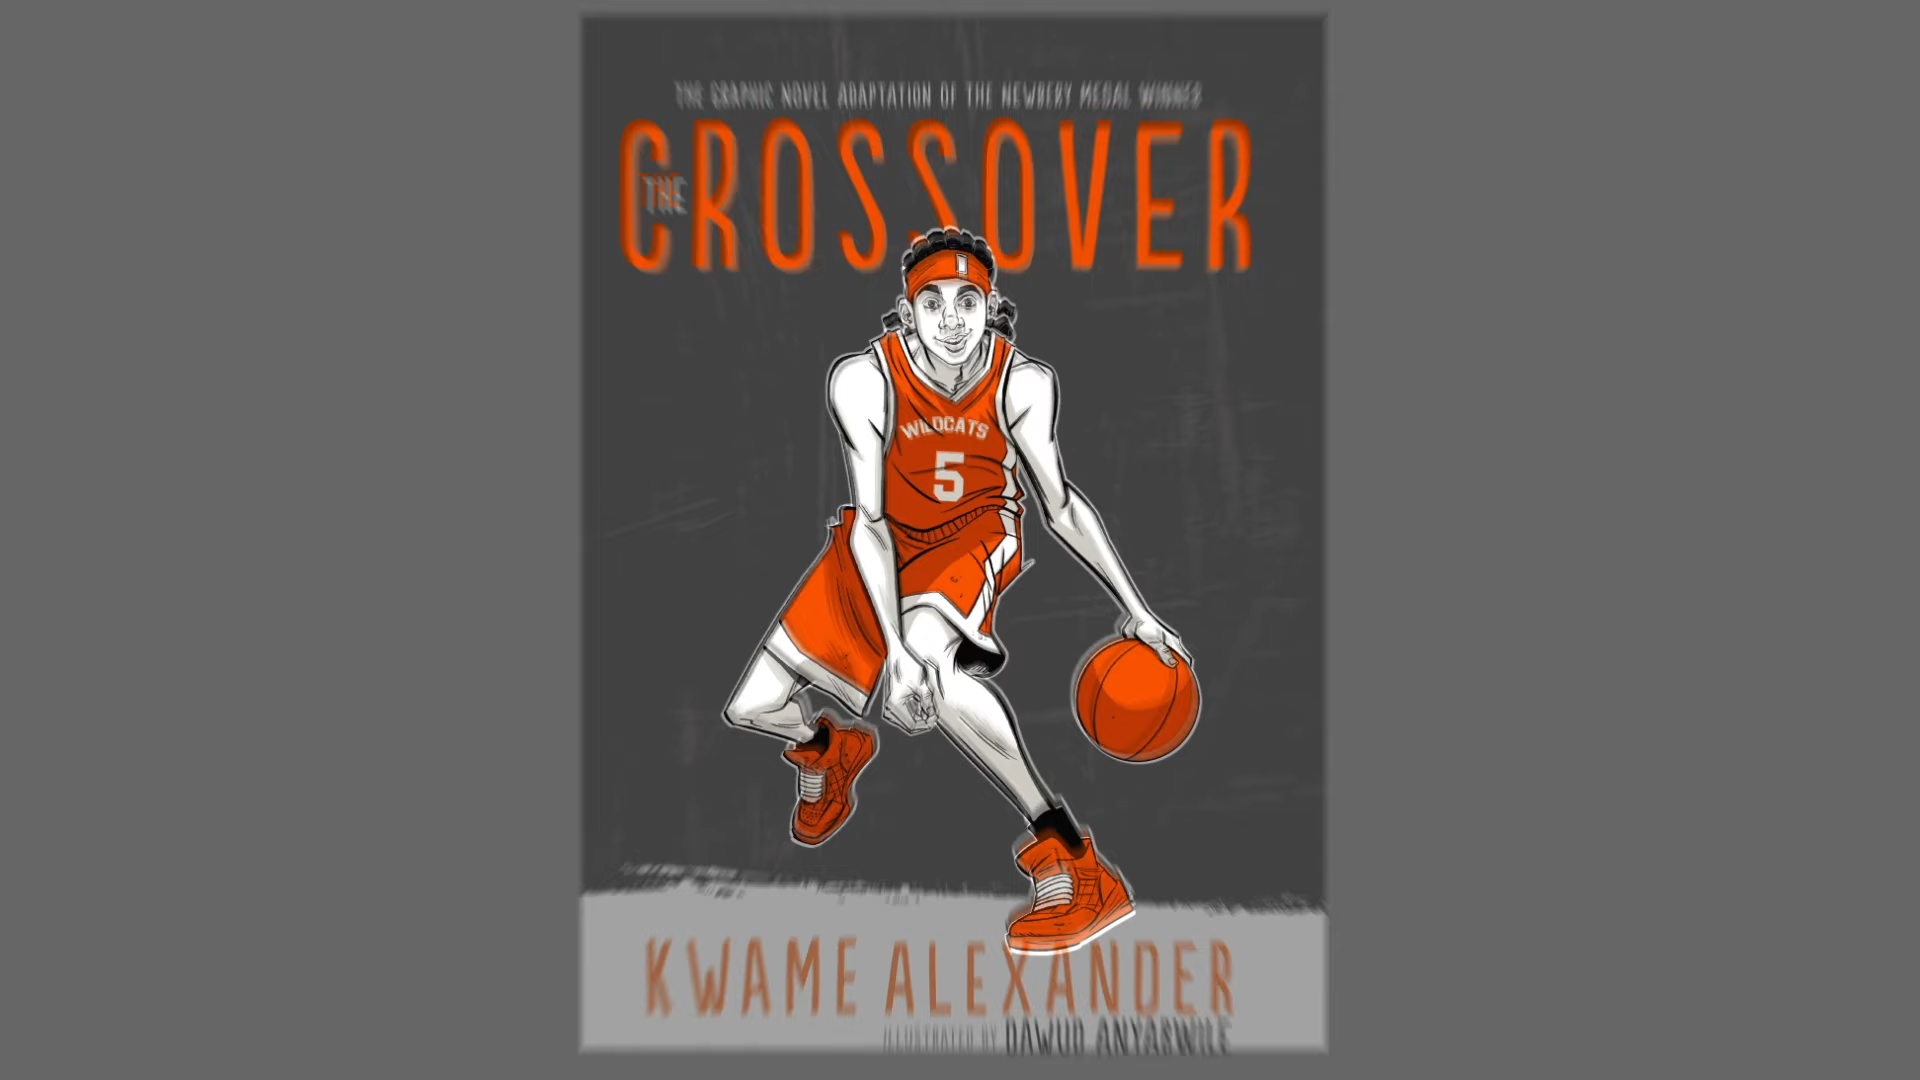 THE GRAPHIC NOVEL ADAPTATION OF THE NEWBERY MEDAL WINNER
THE
CROSSOVER
WILDCATS
5
KWAME ALEXANDER
ILLUSTRATED BY DAWUD ANYABWILE